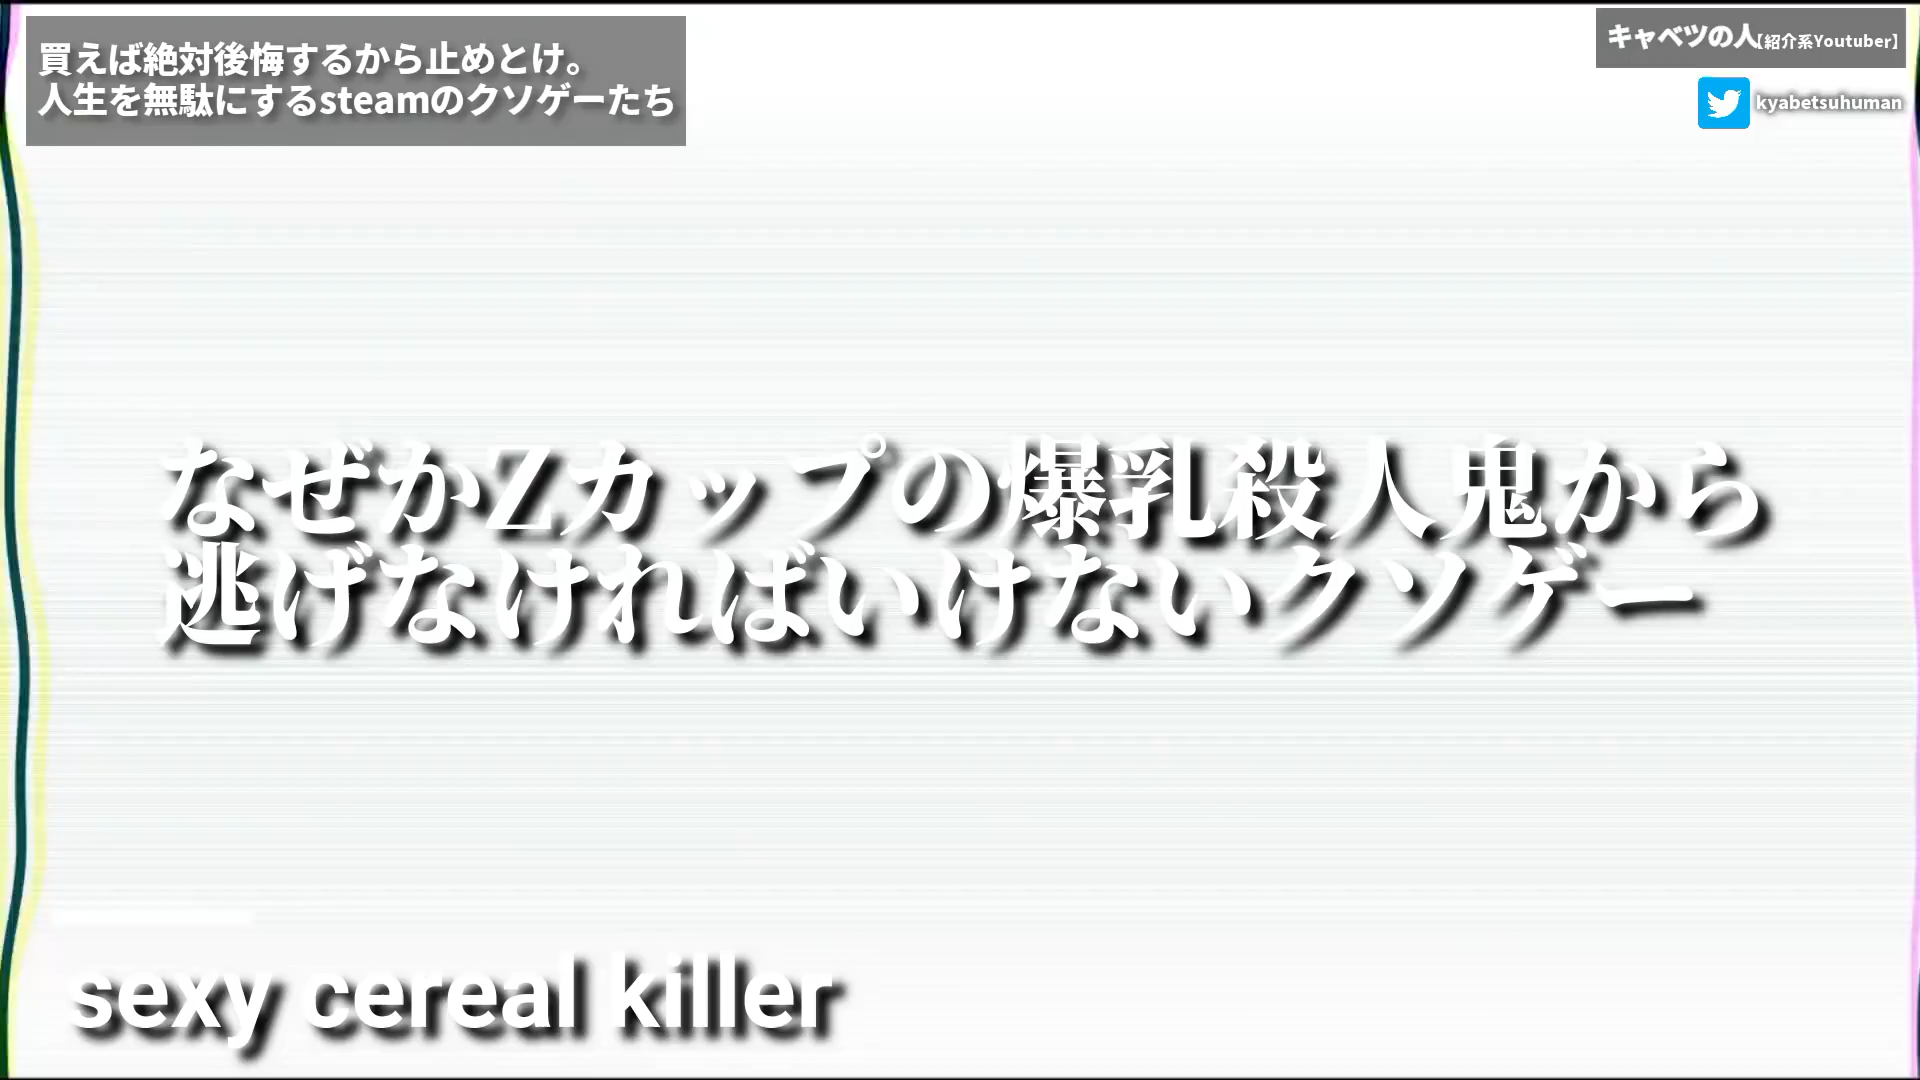 買えば絶対後悔するから止めとけ。
人生を無駄にするsteamのクソゲーたち
キャベツの人【紹介系Youtuber】
kyabetsuhuman
なぜかZカップの爆乳殺人鬼から
逃げなければいけないクソゲー
sexy cereal killer